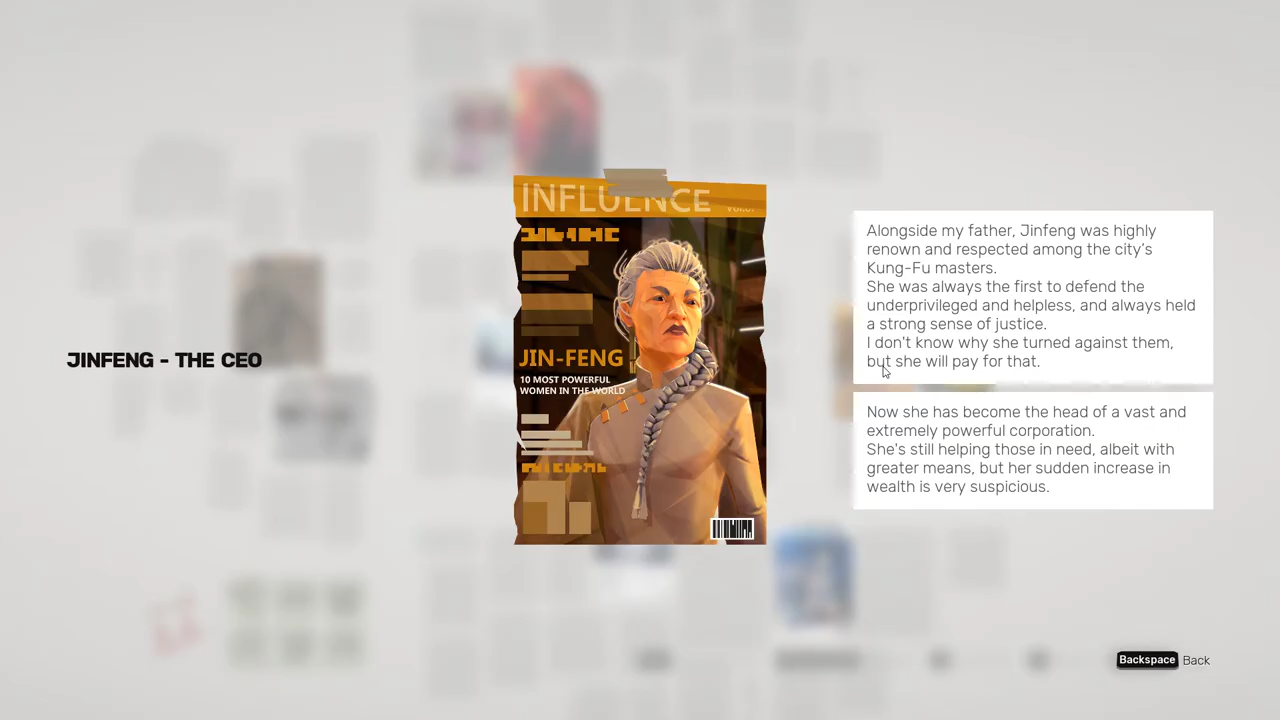 INFLUENCE
JINFENG - THE CEO
JIN-FENG
10 MOST POWERFUL
WOMEN IN THE WORLD
Alongside my father, Jinfeng was highly
renown and respected among the city's
Kung-Fu masters.
She was always the first to defend the
underprivileged and helpless, and always held
a strong sense of justice.
I don't know why she turned against them,
but she will pay for that.
Now she has become the head of a vast and
extremely powerful corporation.
She's still helping those in need, albeit with
greater means, but her sudden increase in
wealth is very suspicious.
Backspace Back